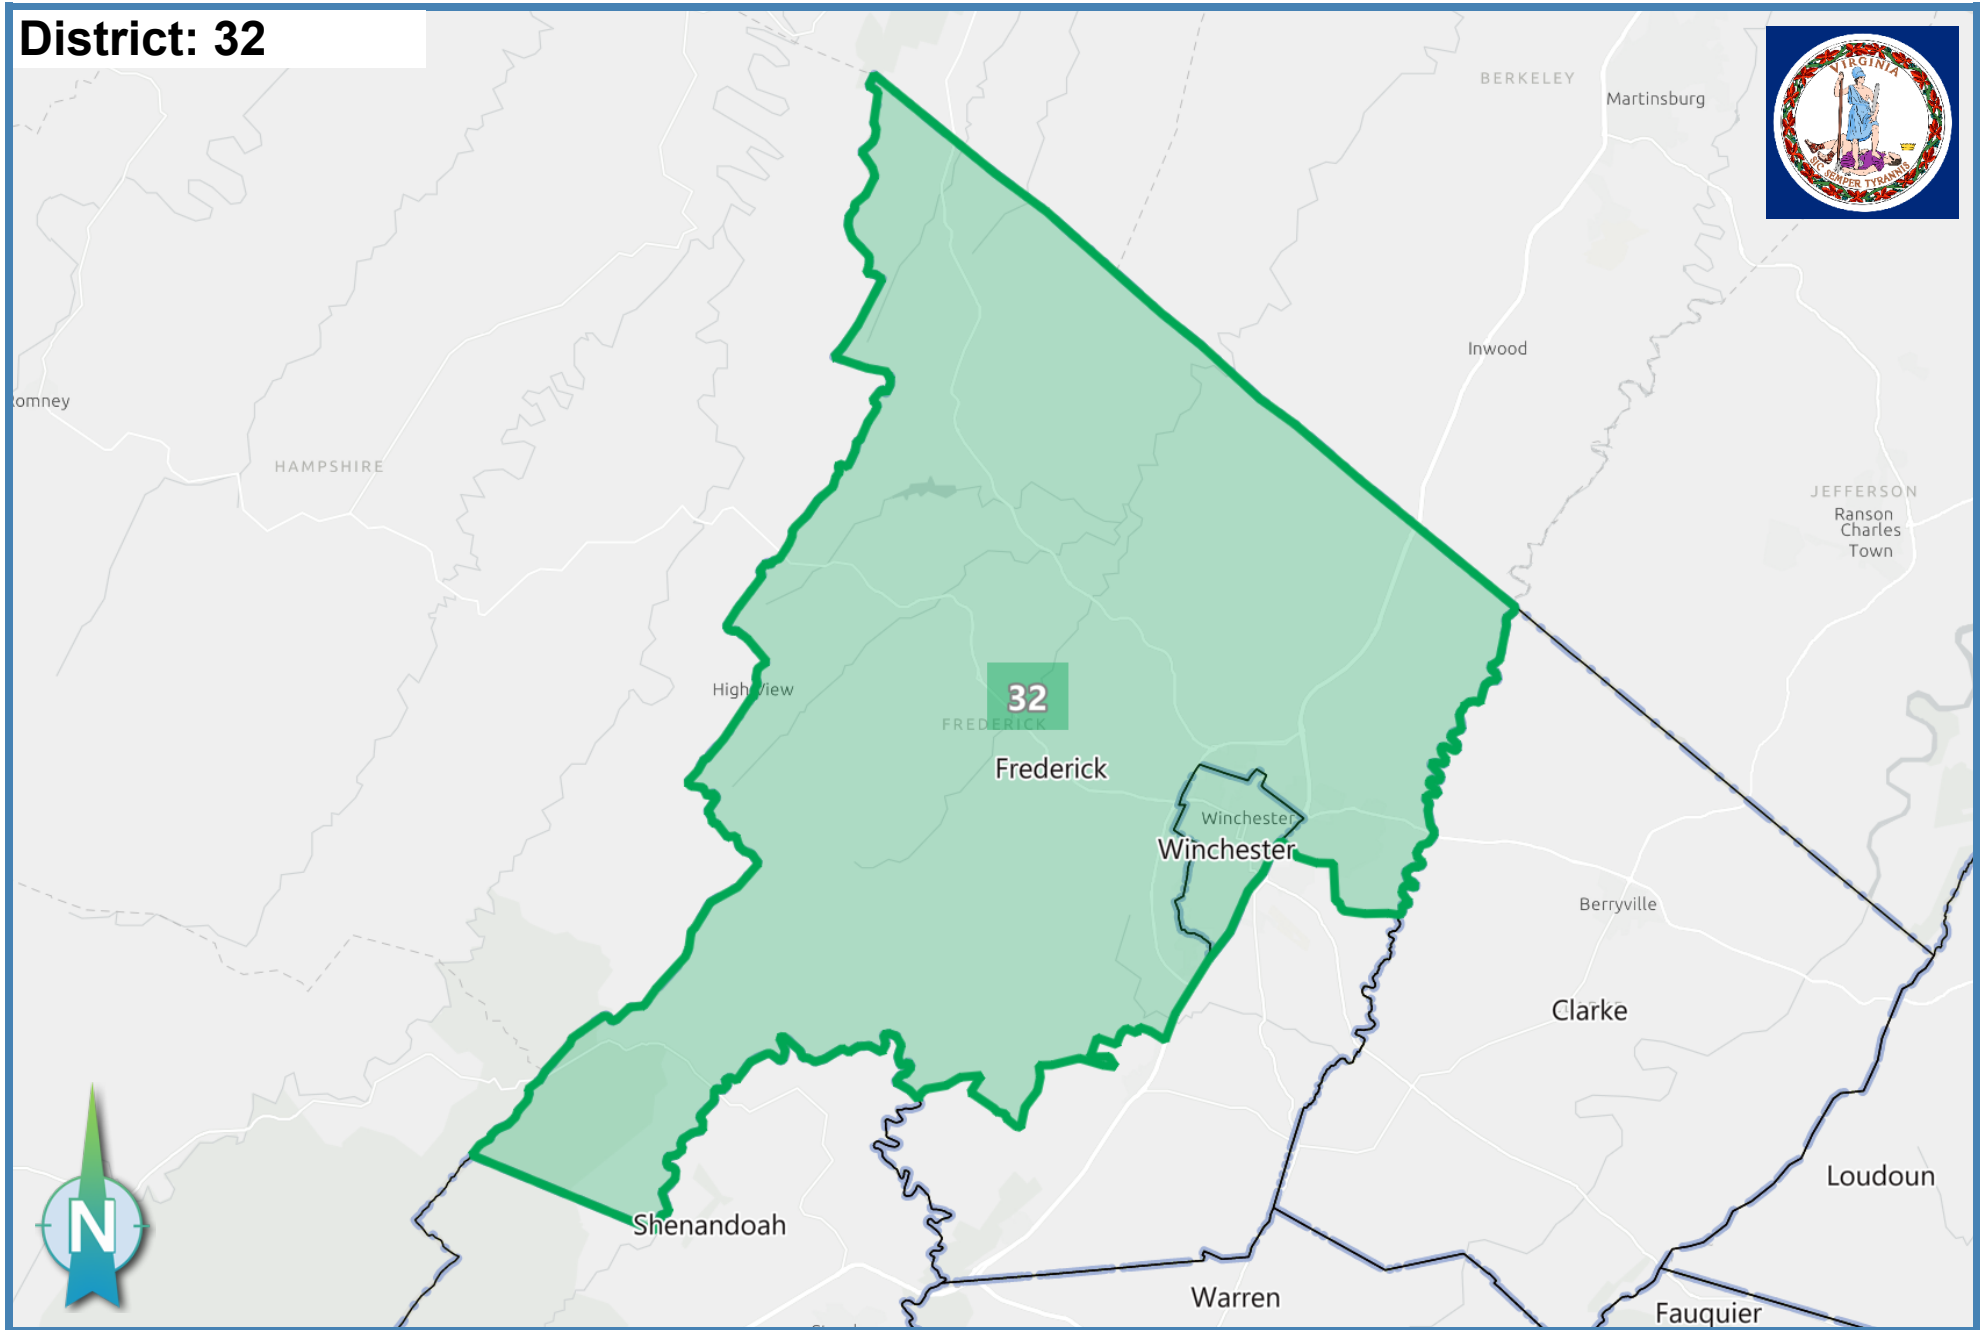 District: 32
VIRGINIA
SIC SEMPER TYRANNIS
BERKELEY
Martinsburg
Inwood
omney
HAMPSHIRE
JEFFERSON
Ranson
Charles
Town
High View
32
FREDERICK
Frederick
Winchester
Winchester
Berryville
Clarke
Loudoun
Shenandoah
N
Warren
Fauquier